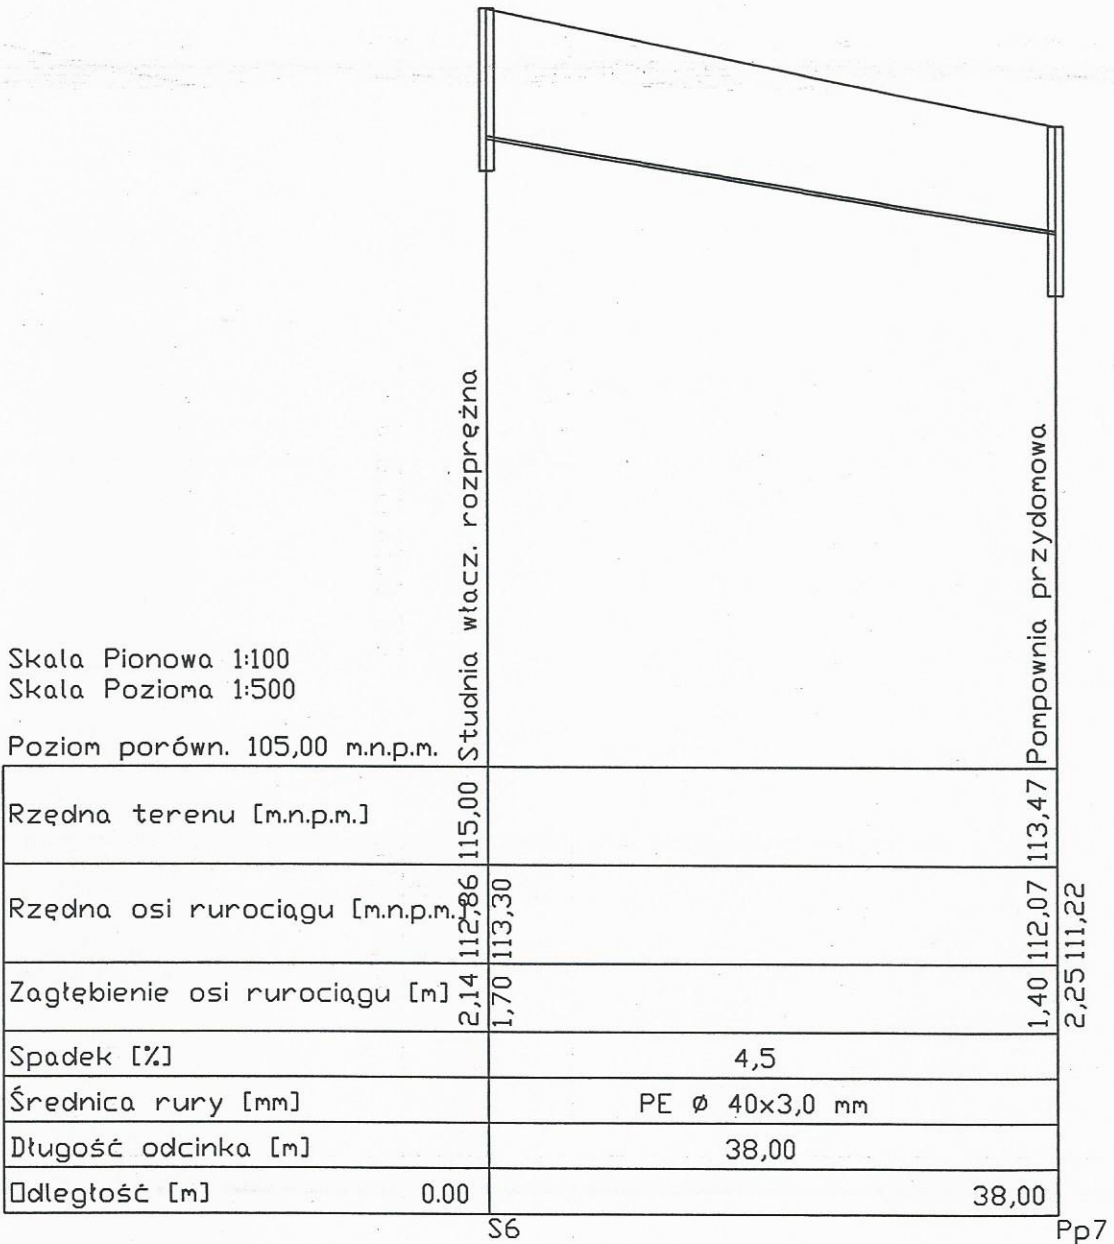 Studnia włacz. rozprężna
Pompownia przydomowa
Skala Pionowa 1:100
Skala Pozioma 1:500
Poziom porówn. 105,00 m.n.p.m.
Rzędna terenu [m.n.p.m.] 115,00 113,47
Rzędna osi rurociągu [m.n.p.m.] 112,86 113,30 112,07 111,22
Zagłębienie osi rurociągu [m] 2,14 1,70 1,40 2,25
Spadek [%] 4,5
Średnica rury [mm] PE ø 40x3,0 mm
Długość odcinka [m] 38,00
Odległość [m] 0.00 38,00
S6 Pp7